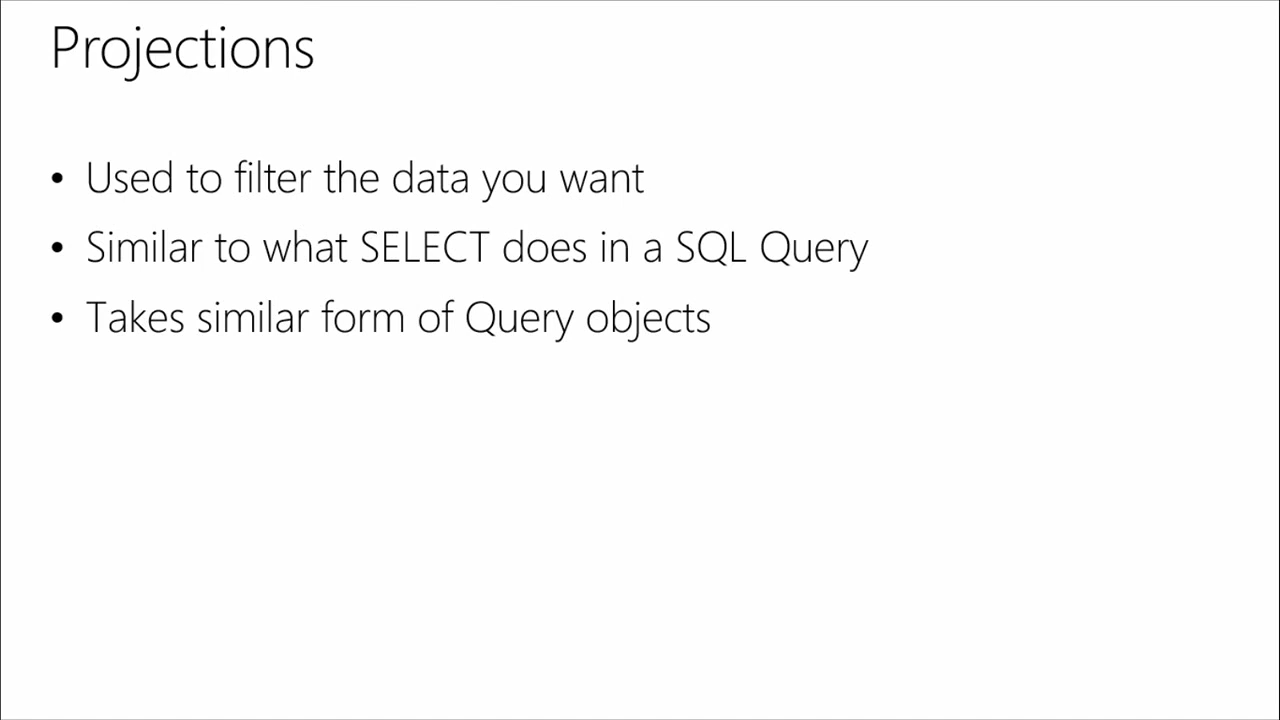 Projections
• Used to filter the data you want
• Similar to what SELECT does in a SQL Query
• Takes similar form of Query objects